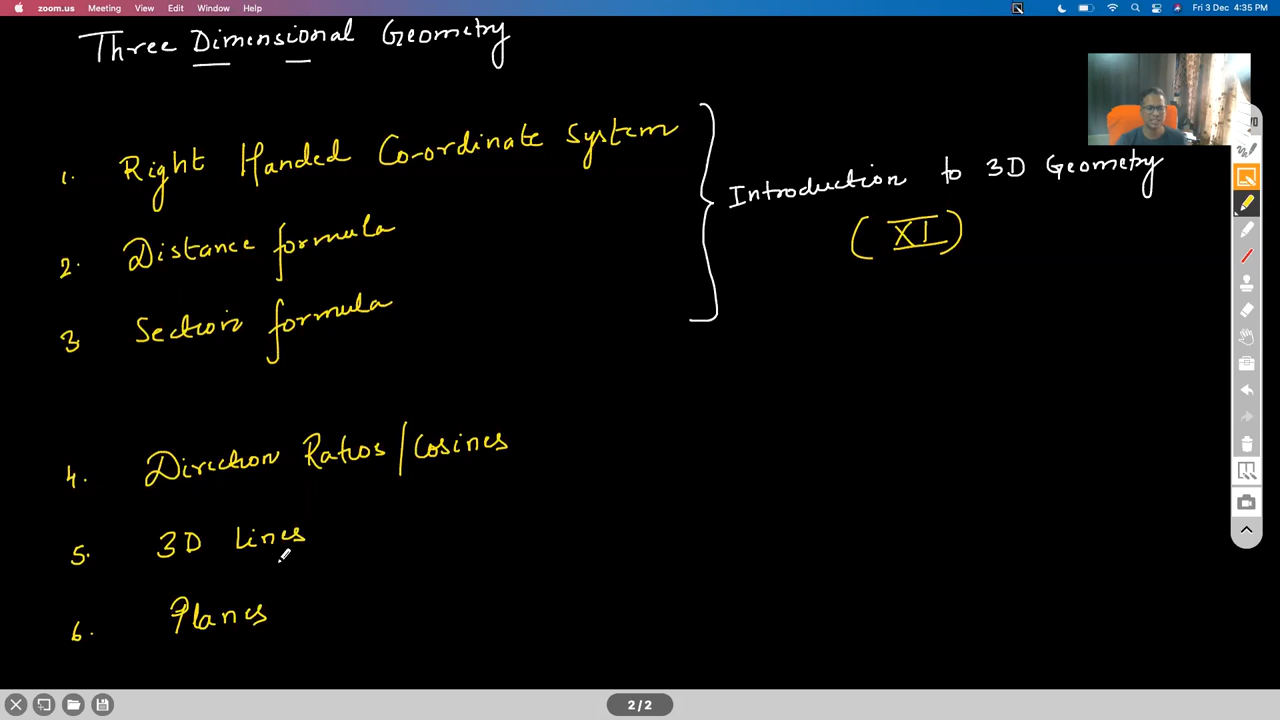 zoom.us Meeting View Edit Window Help Fri 3 Dec 4:35 PM
Three Dimensional Geometry
1. Right Handed Co-ordinate system
Introduction to 3D Geometry
(XI)
2. Distance formula
3 Section formula
4. Direction Ratios/Cosines
5. 3D Lines
6. Planes
2/2